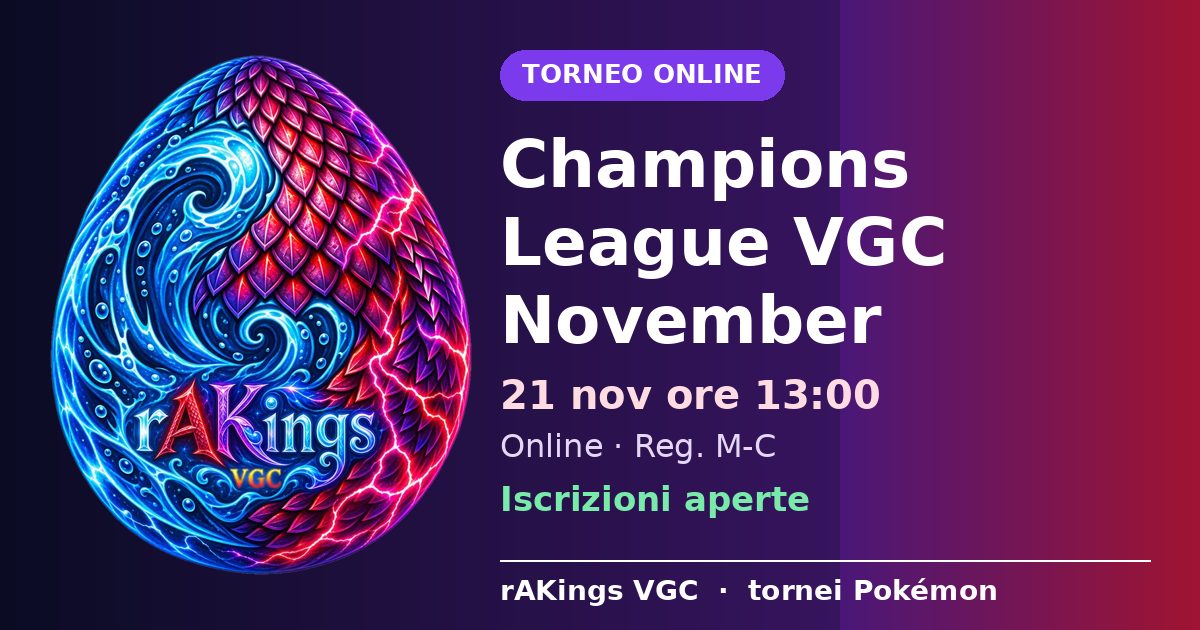 rAKings
VGC
TORNEO ONLINE
Champions
League VGC
November
21 nov ore 13:00
Online · Reg. M-C
Iscrizioni aperte
rAKings VGC · tornei Pokémon